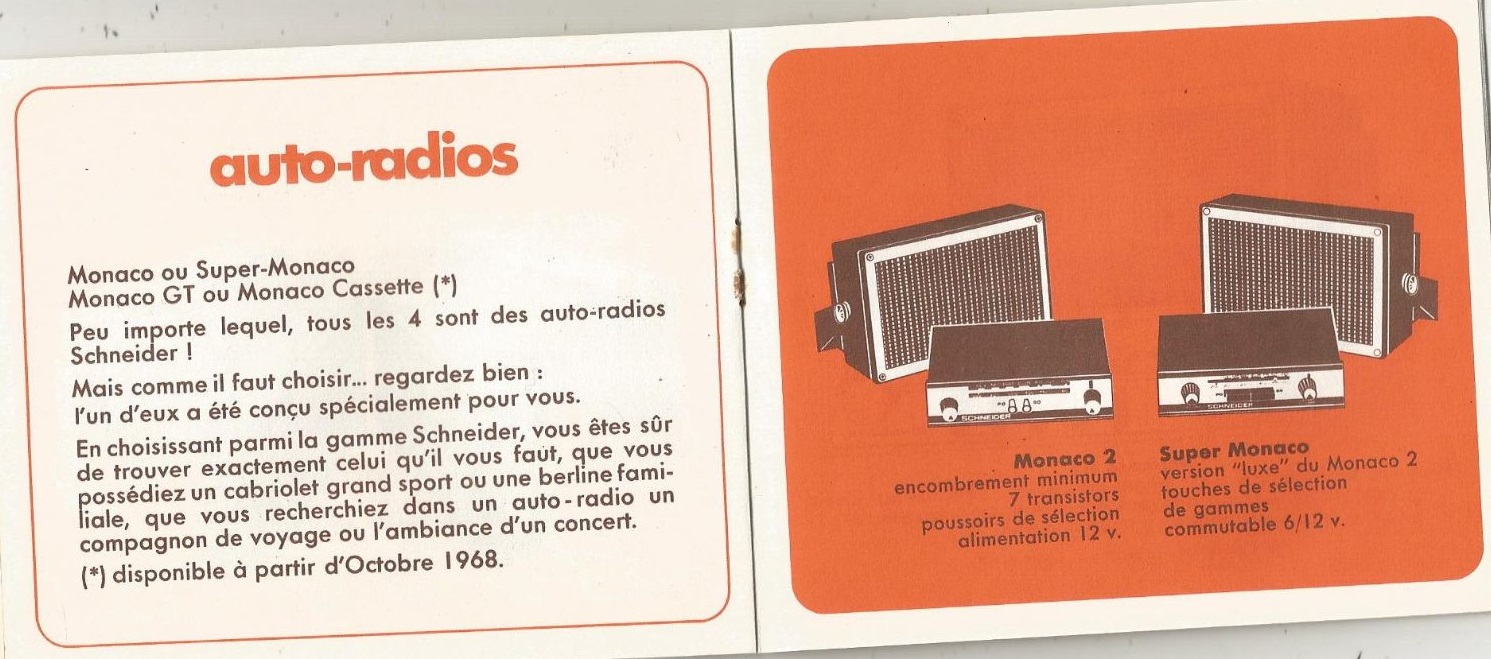 auto-radios
Monaco ou Super-Monaco
Monaco GT ou Monaco Cassette (*)
Peu importe lequel, tous les 4 sont des auto-radios
Schneider !
Mais comme il faut choisir... regardez bien :
l'un d'eux a été conçu spécialement pour vous.
En choisissant parmi la gamme Schneider, vous êtes sûr
de trouver exactement celui qu'il vous faut, que vous
possédiez un cabriolet grand sport ou une berline fami-
liale, que vous recherchiez dans un auto-radio un
compagnon de voyage ou l'ambiance d'un concert.
(*) disponible à partir d'Octobre 1968.
SCHNEIDER
SCHNEIDER
Monaco 2
encombrement minimum
7 transistors
poussoirs de sélection
alimentation 12 v.
Super Monaco
version "luxe" du Monaco 2
touches de sélection
de gammes
commutable 6/12 v.